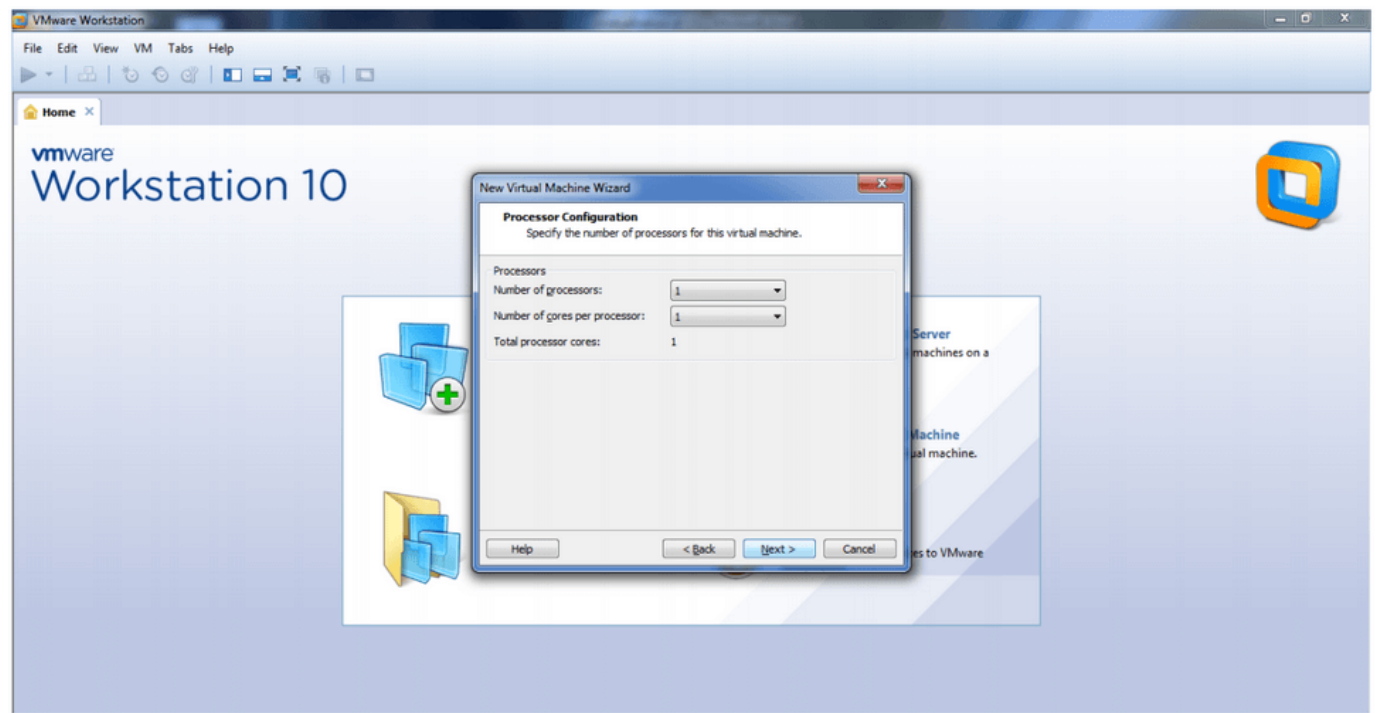 VMware Workstation
File Edit View VM Tabs Help
Home
vmware
Workstation 10
New Virtual Machine Wizard
Processor Configuration
Specify the number of processors for this virtual machine.
Processors
Number of processors: 1
Number of cores per processor: 1
Total processor cores: 1
Server
machines on a
Machine
ual machine.
es to VMware
Help < Back Next > Cancel